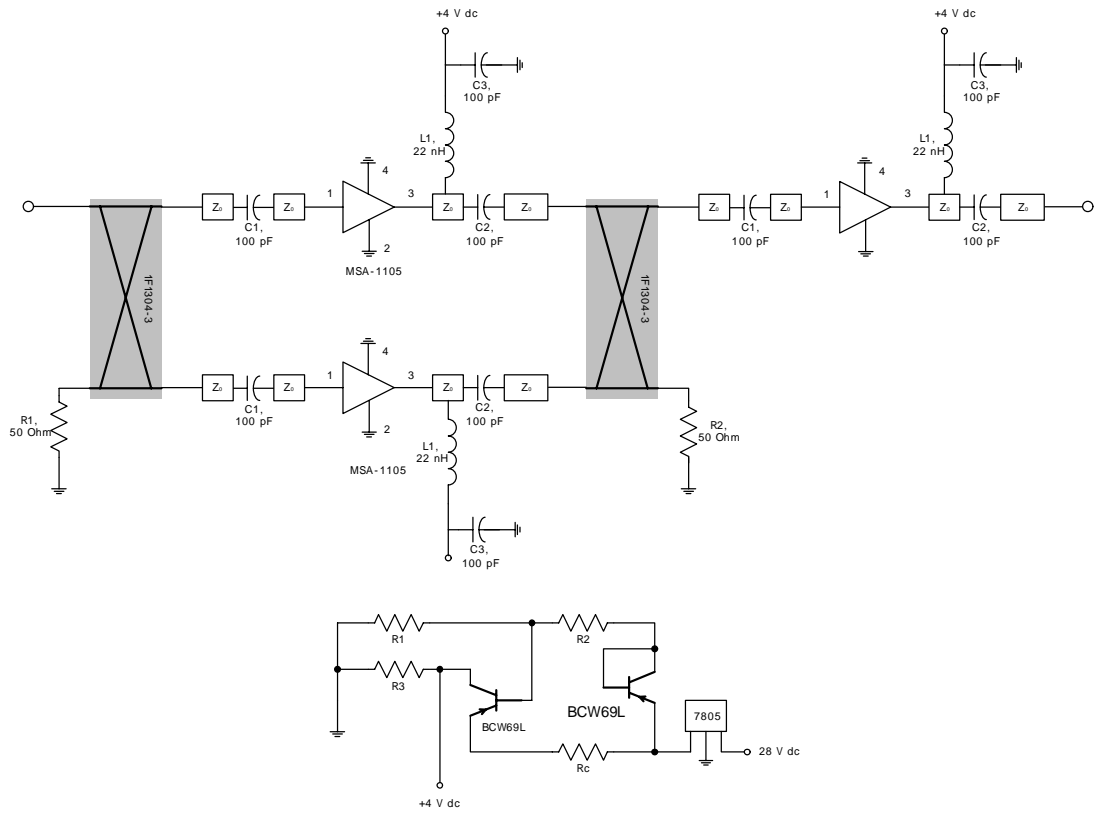 +4 V dc
+4 V dc
C3,
100 pF
C3,
100 pF
L1,
22 nH
L1,
22 nH
4
4
1
3
1
3
Z₀
Z₀
Z₀
Z₀
Z₀
Z₀
Z₀
Z₀
C1,
100 pF
C2,
100 pF
C1,
100 pF
C2,
100 pF
2
MSA-1105
1F1304-3
1F1304-3
4
1
3
Z₀
Z₀
Z₀
Z₀
C1,
100 pF
C2,
100 pF
2
R1,
50 Ohm
R2,
50 Ohm
L1,
22 nH
MSA-1105
C3,
100 pF
R1
R2
R3
BCW69L
BCW69L
7805
Rc
28 V dc
+4 V dc